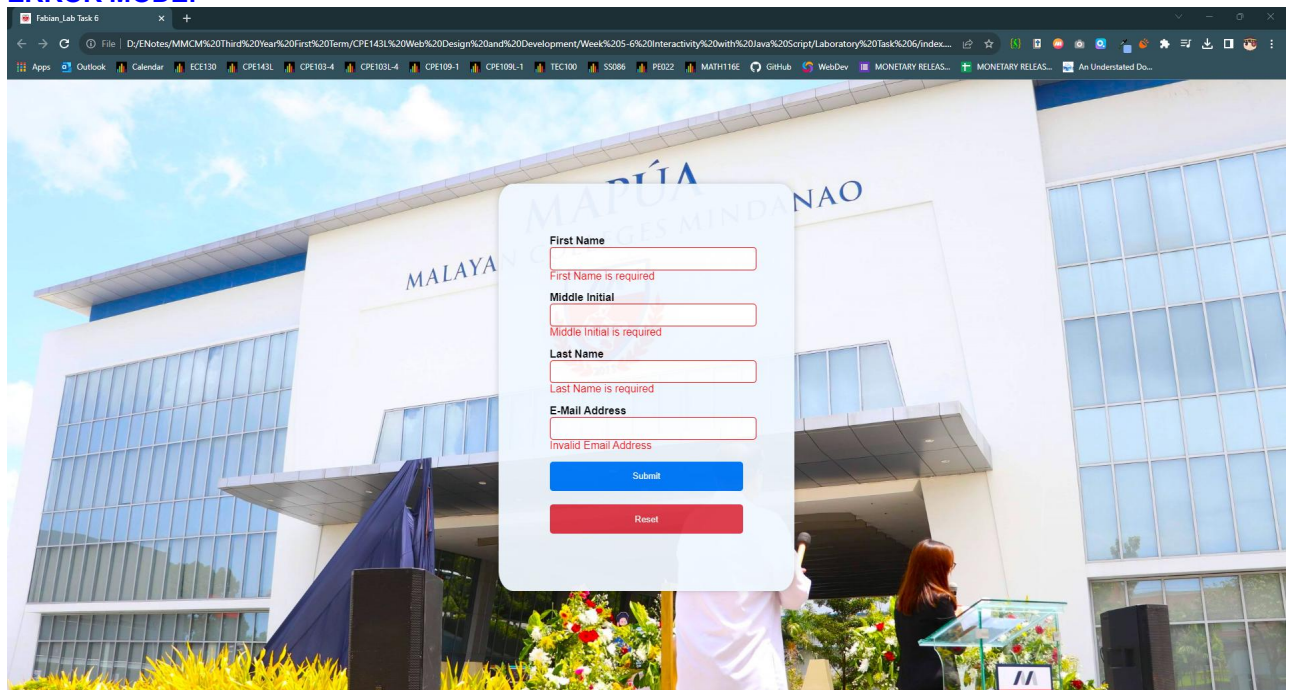 ERROR MODE:
Fabian_Lab Task 6
File D:/ENotes/MMCM%20Third%20Year%20First%20Term/CPE143L%20Web%20Design%20and%20Development/Week%205-6%20Interactivity%20with%20Java%20Script/Laboratory%20Task%206/index....
Apps Outlook Calendar ECE130 CPE143L CPE103-4 CPE103L-4 CPE109-1 CPE109L-1 TEC100 SS086 PE022 MATH116E GitHub WebDev MONETARY RELEAS... MONETARY RELEAS... An Understated Do...
MAPÚA
MALAYAN COLLEGES MINDANAO
First Name
First Name is required
Middle Initial
Middle Initial is required
Last Name
Last Name is required
E-Mail Address
Invalid Email Address
Submit
Reset